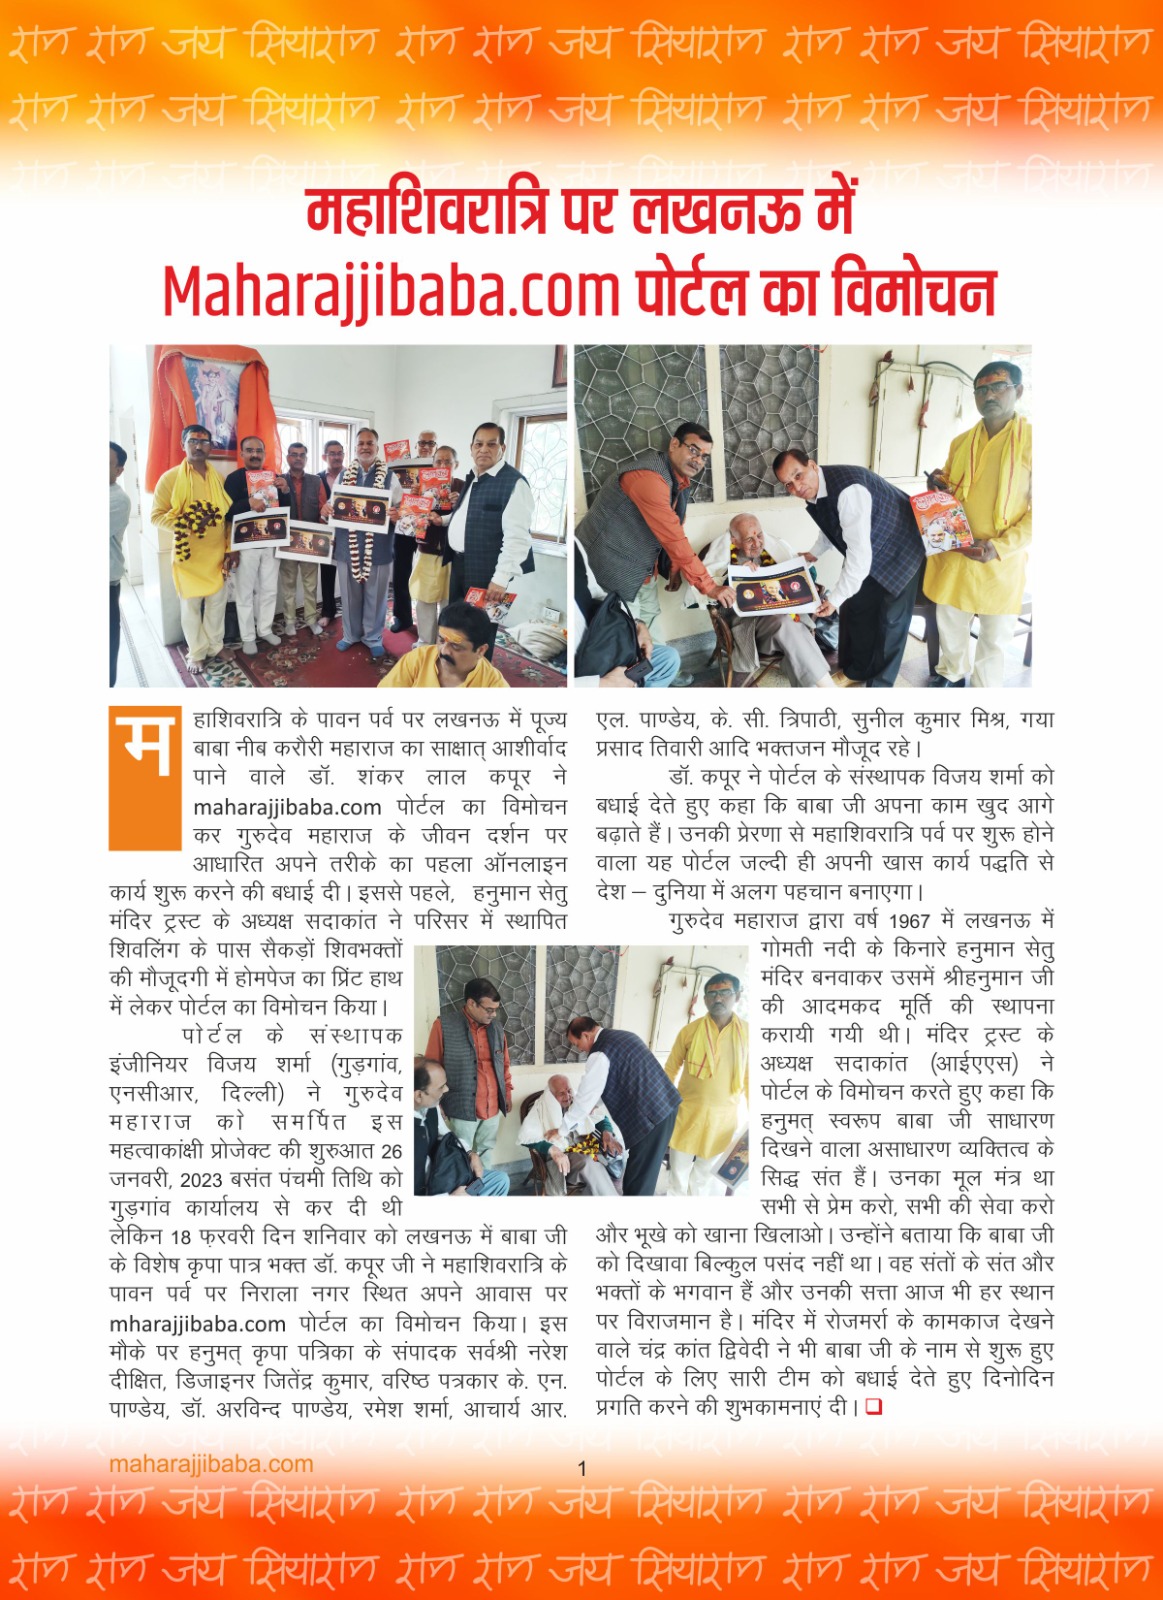 राम राम जय सियाराम राम राम जय सियाराम राम राम जय सियाराम
राम राम जय सियाराम राम राम जय सियाराम राम राम जय सियाराम
महाशिवरात्रि पर लखनऊ में
Maharajjibaba.com पोर्टल का विमोचन
महाशिवरात्रि के पावन पर्व पर लखनऊ में पूज्य
बाबा नीब करौरी महाराज का साक्षात् आशीर्वाद
पाने वाले डॉ. शंकर लाल कपूर ने
maharajjibaba.com पोर्टल का विमोचन
कर गुरुदेव महाराज के जीवन दर्शन पर
आधारित अपने तरीके का पहला ऑनलाइन
कार्य शुरू करने की बधाई दी। इससे पहले, हनुमान सेतु
मंदिर ट्रस्ट के अध्यक्ष सदाकांत ने परिसर में स्थापित
शिवलिंग के पास सैकड़ों शिवभक्तों
की मौजूदगी में होमपेज का प्रिंट हाथ
में लेकर पोर्टल का विमोचन किया।
पोर्टल के संस्थापक
इंजीनियर विजय शर्मा (गुड़गांव,
एनसीआर, दिल्ली) ने गुरुदेव
महाराज को समर्पित इस
महत्वाकांक्षी प्रोजेक्ट की शुरुआत 26
जनवरी, 2023 बसंत पंचमी तिथि को
गुड़गांव कार्यालय से कर दी थी
लेकिन 18 फ़रवरी दिन शनिवार को लखनऊ में बाबा जी
के विशेष कृपा पात्र भक्त डॉ. कपूर जी ने महाशिवरात्रि के
पावन पर्व पर निराला नगर स्थित अपने आवास पर
mharajjibaba.com पोर्टल का विमोचन किया। इस
मौके पर हनुमत् कृपा पत्रिका के संपादक सर्वश्री नरेश
दीक्षित, डिजाइनर जितेंद्र कुमार, वरिष्ठ पत्रकार के. एन.
पाण्डेय, डॉ. अरविन्द पाण्डेय, रमेश शर्मा, आचार्य आर.
एल. पाण्डेय, के. सी. त्रिपाठी, सुनील कुमार मिश्र, गया
प्रसाद तिवारी आदि भक्तजन मौजूद रहे।
डॉ. कपूर ने पोर्टल के संस्थापक विजय शर्मा को
बधाई देते हुए कहा कि बाबा जी अपना काम खुद आगे
बढ़ाते हैं। उनकी प्रेरणा से महाशिवरात्रि पर्व पर शुरू होने
वाला यह पोर्टल जल्दी ही अपनी खास कार्य पद्धति से
देश – दुनिया में अलग पहचान बनाएगा।
गुरुदेव महाराज द्वारा वर्ष 1967 में लखनऊ में
गोमती नदी के किनारे हनुमान सेतु
मंदिर बनवाकर उसमें श्रीहनुमान जी
की आदमकद मूर्ति की स्थापना
करायी गयी थी। मंदिर ट्रस्ट के
अध्यक्ष सदाकांत (आईएएस) ने
पोर्टल के विमोचन करते हुए कहा कि
हनुमत् स्वरूप बाबा जी साधारण
दिखने वाला असाधारण व्यक्तित्व के
सिद्ध संत हैं। उनका मूल मंत्र था
सभी से प्रेम करो, सभी की सेवा करो
और भूखे को खाना खिलाओ। उन्होंने बताया कि बाबा जी
को दिखावा बिल्कुल पसंद नहीं था। वह संतों के संत और
भक्तों के भगवान हैं और उनकी सत्ता आज भी हर स्थान
पर विराजमान है। मंदिर में रोजमर्रा के कामकाज देखने
वाले चंद्र कांत द्विवेदी ने भी बाबा जी के नाम से शुरू हुए
पोर्टल के लिए सारी टीम को बधाई देते हुए दिनोदिन
प्रगति करने की शुभकामनाएं दी।
maharajjibaba.com
1
राम राम जय सियाराम राम राम जय सियाराम राम राम जय सियाराम
राम राम जय सियाराम राम राम जय सियाराम राम राम जय सियाराम